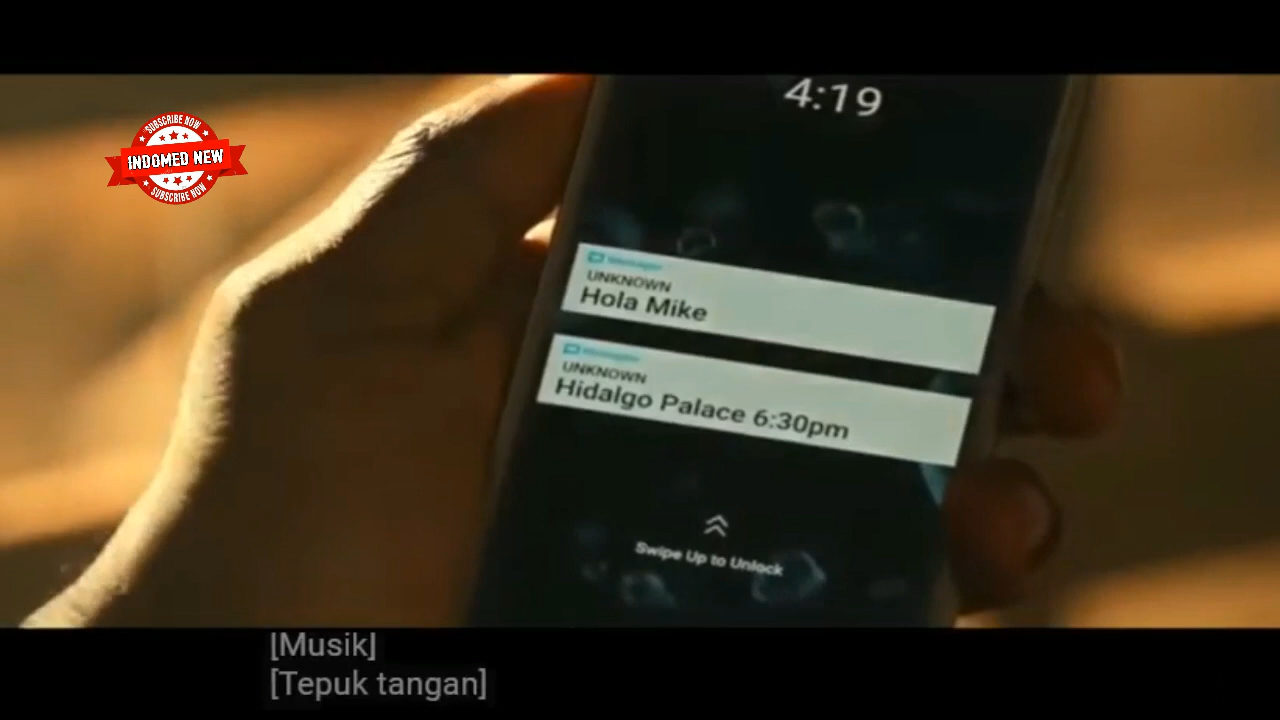 4:19
SUBSCRIBE NOW
INDOMED NEW
SUBSCRIBE NOW
UNKNOWN
Hola Mike
UNKNOWN
Hidalgo Palace 6:30pm
Swipe Up to Unlock
[Musik]
[Tepuk tangan]